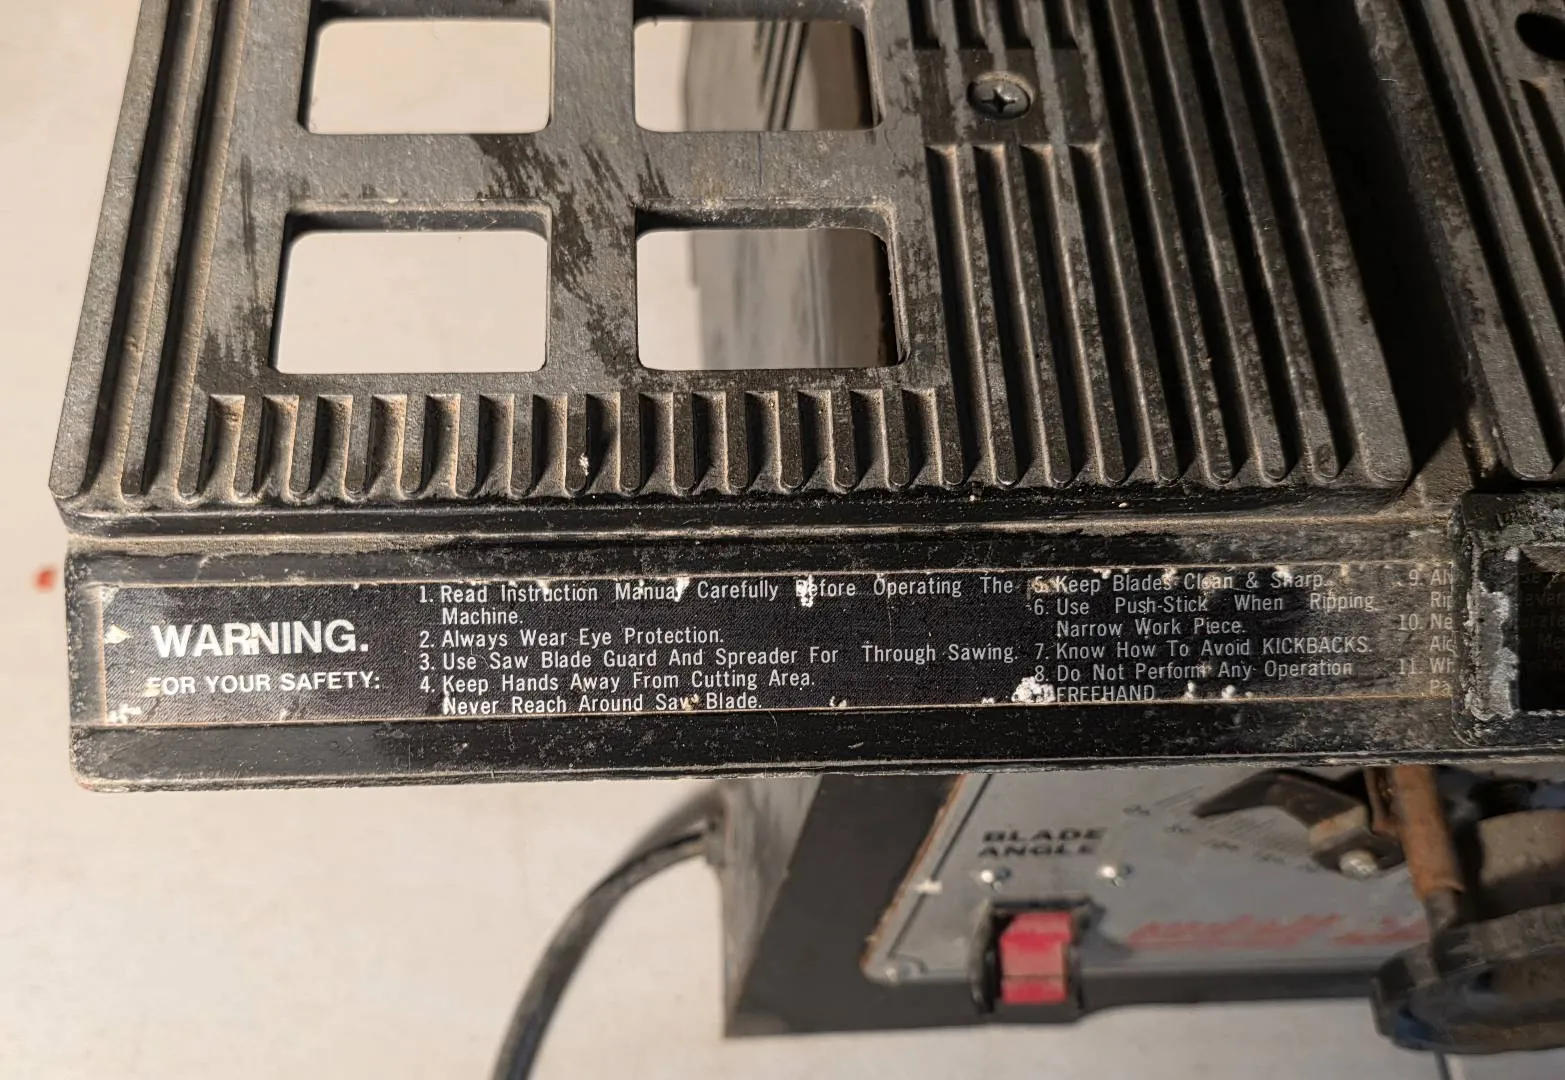 WARNING.
FOR YOUR SAFETY:
1. Read Instruction Manual Carefully Before Operating The
Machine.
2. Always Wear Eye Protection.
3. Use Saw Blade Guard And Spreader For Through Sawing.
4. Keep Hands Away From Cutting Area.
Never Reach Around Saw Blade.
5. Keep Blades Clean & Sharp.
6. Use Push-Stick When Ripping
Narrow Work Piece.
7. Know How To Avoid KICKBACKS.
8. Do Not Perform Any Operation
FREEHAND
9.
10.
11.
BLADE
ANGLE